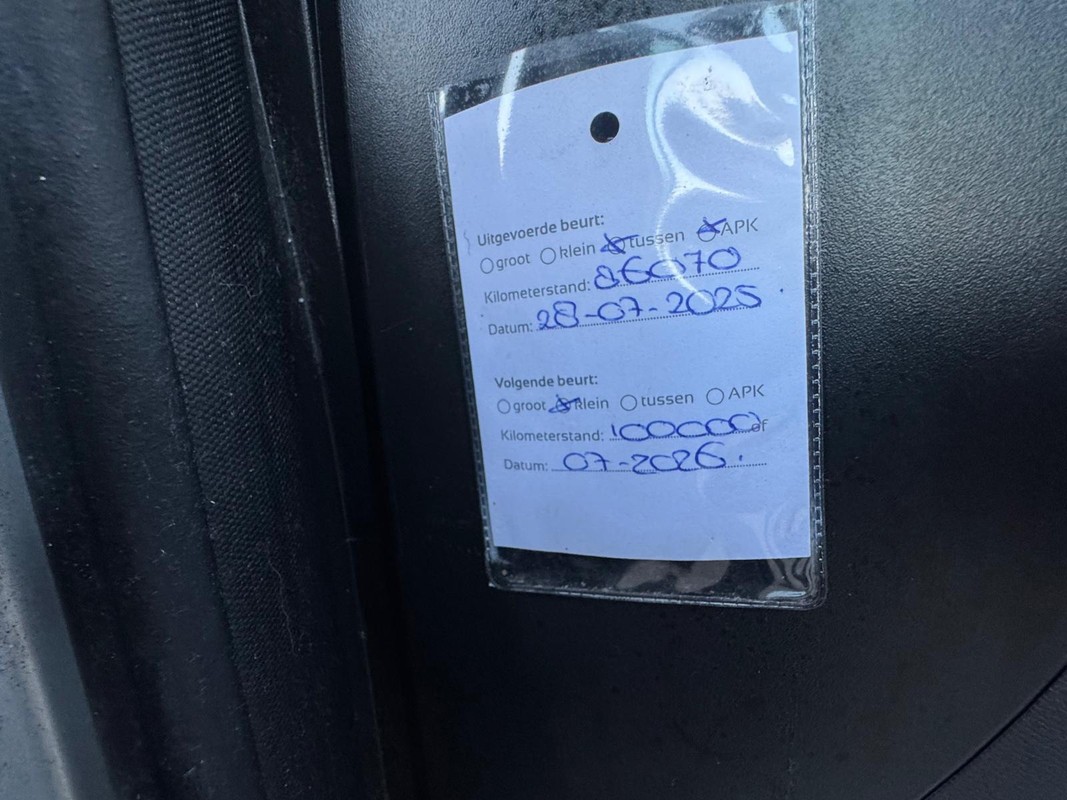 Uitgevoerde beurt:
groot klein tussen APK
Kilometerstand: 86070
Datum: 28-07-2025
Volgende beurt:
groot klein tussen APK
Kilometerstand: 100000 of
Datum: 07-2026.